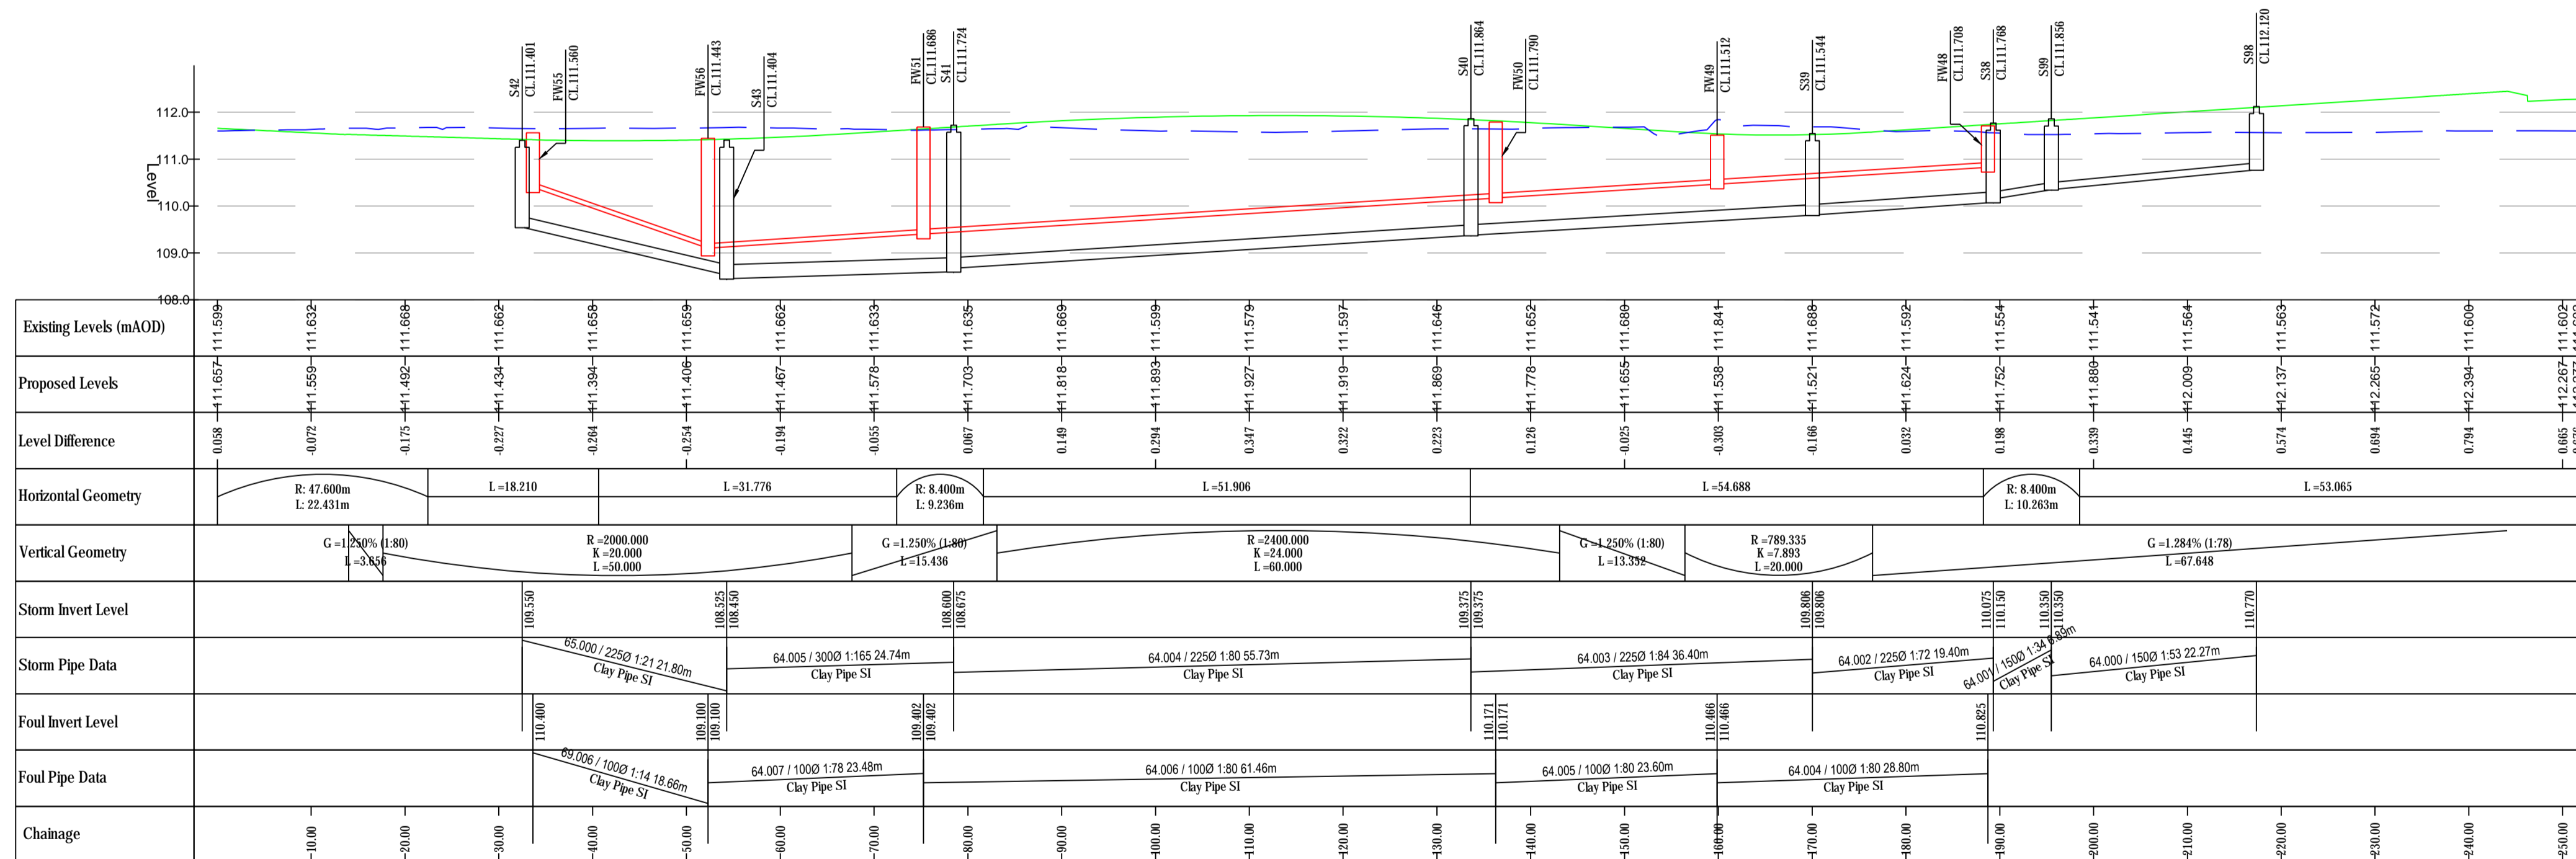 S42
CL.111.401
FW55
CL.111.560
FW56
CL.111.443
S43
CL.111.404
FW51
CL.111.686
S41
CL.111.724
S40
CL.111.864
FW50
CL.111.790
FW49
CL.111.512
S39
CL.111.544
FW48
CL.111.708
S38
CL.111.768
S99
CL.111.856
S98
CL.112.120
Level
112.0
111.0
110.0
109.0
108.0
Existing Levels (mAOD)
111.599
111.632
111.668
111.662
111.658
111.659
111.662
111.633
111.635
111.669
111.599
111.579
111.597
111.646
111.652
111.680
111.841
111.688
111.592
111.554
111.541
111.564
111.563
111.572
111.600
111.602
Proposed Levels
111.657
111.559
111.492
111.434
111.394
111.406
111.467
111.578
111.703
111.818
111.893
111.927
111.919
111.869
111.778
111.655
111.538
111.521
111.624
111.752
111.880
112.009
112.137
112.265
112.394
112.267
Level Difference
0.058
-0.072
-0.175
-0.227
-0.264
-0.254
-0.194
-0.055
0.067
0.149
0.294
0.347
0.322
0.223
0.126
-0.025
-0.303
-0.166
0.032
0.198
0.339
0.445
0.574
0.694
0.794
0.665
Horizontal Geometry
R: 47.600m
L: 22.431m
L =18.210
L =31.776
R: 8.400m
L: 9.236m
L =51.906
L =54.688
R: 8.400m
L: 10.263m
L =53.065
Vertical Geometry
G =1.250% (1:80)
L =3.656
R =2000.000
K =20.000
L =50.000
G =1.250% (1:80)
L =15.436
R =2400.000
K =24.000
L =60.000
G =1.250% (1:80)
L =13.352
R =789.335
K =7.893
L =20.000
G =1.284% (1:78)
L =67.648
Storm Invert Level
109.550
108.525
108.450
108.600
108.675
109.375
109.375
109.806
109.806
110.075
110.150
110.350
110.350
110.770
Storm Pipe Data
65.000 / 225Ø 1:21 21.80m
Clay Pipe SI
64.005 / 300Ø 1:165 24.74m
Clay Pipe SI
64.004 / 225Ø 1:80 55.73m
Clay Pipe SI
64.003 / 225Ø 1:84 36.40m
Clay Pipe SI
64.002 / 225Ø 1:72 19.40m
Clay Pipe SI
64.001 / 150Ø 1:34 6.89m
Clay Pipe SI
64.000 / 150Ø 1:53 22.27m
Clay Pipe SI
Foul Invert Level
110.400
109.100
109.100
109.402
109.402
110.171
110.171
110.466
110.466
110.825
Foul Pipe Data
69.006 / 100Ø 1:14 18.66m
Clay Pipe SI
64.007 / 100Ø 1:78 23.48m
Clay Pipe SI
64.006 / 100Ø 1:80 61.46m
Clay Pipe SI
64.005 / 100Ø 1:80 23.60m
Clay Pipe SI
64.004 / 100Ø 1:80 28.80m
Clay Pipe SI
Chainage
10.00
20.00
30.00
40.00
50.00
60.00
70.00
80.00
90.00
100.00
110.00
120.00
130.00
140.00
150.00
160.00
170.00
180.00
190.00
200.00
210.00
220.00
230.00
240.00
250.00